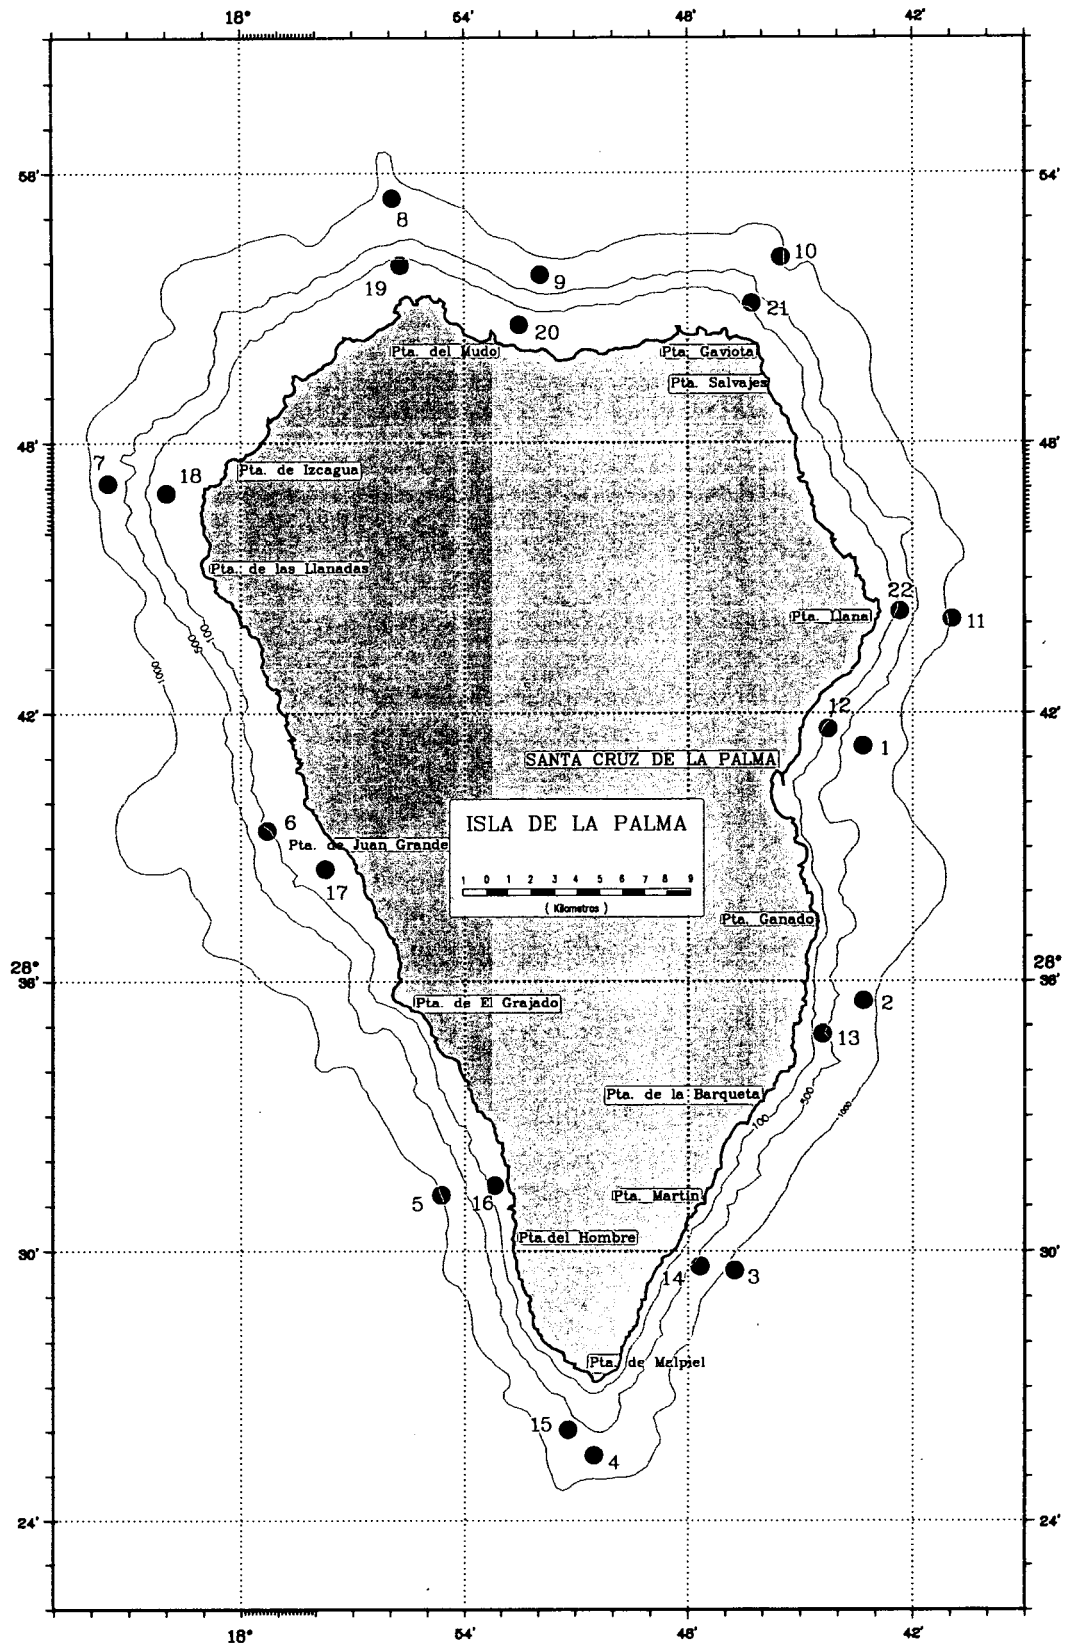 18° 54' 48' 42'
58' 54'
8
10
19 9
21
20
Pta. del Mudo Pta. Gaviota
Pta. Salvajes
48' 48'
7 18 Pta. de Izcagua
Pta. de las Llanadas
22
Pta. Llana 11
100
500
1000
42' 12 42'
1
SANTA CRUZ DE LA PALMA
6 ISLA DE LA PALMA
Pta. de Juan Grande
17
1 0 1 2 3 4 5 6 7 8 9
( Kilometros )
Pta. Ganado
28° 28°
36' 36'
Pta. de El Grajado 2
13
Pta. de la Barqueta
100 500 1000
5 16 Pta. Martin
Pta.del Hombre
30' 30'
14 3
Pta. de Malpiel
15
4
24' 24'
18° 54' 48' 42'